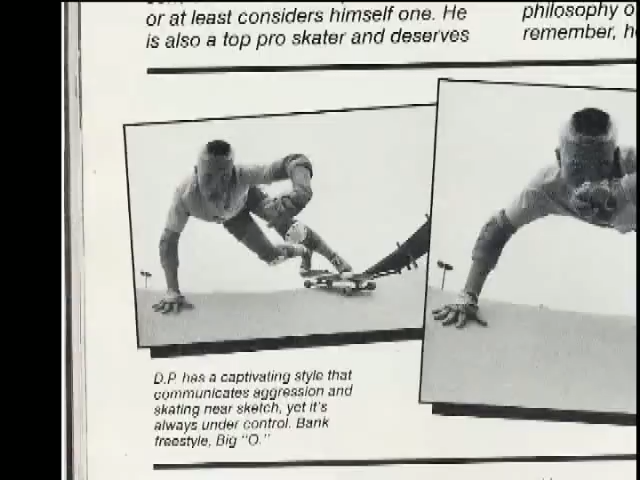 or at least considers himself one. He
is also a top pro skater and deserves
philosophy o
remember, h
D.P. has a captivating style that
communicates aggression and
skating near sketch, yet it's
always under control. Bank
freestyle, Big "O."